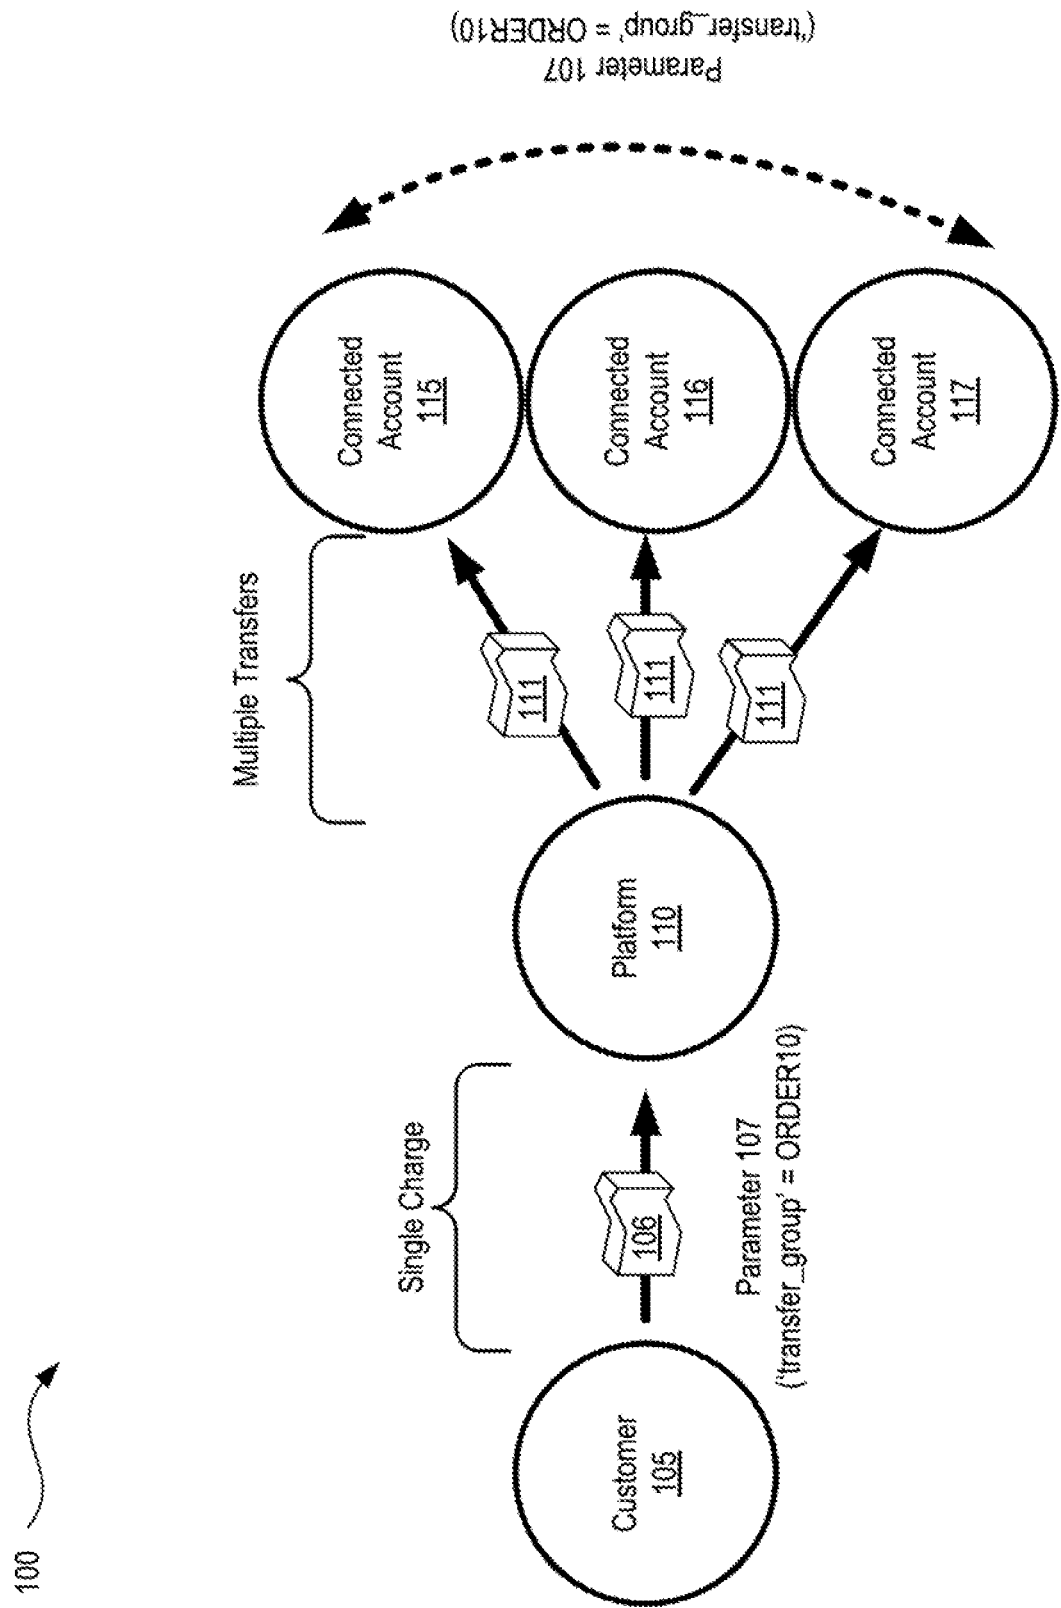 100
Single Charge
Multiple Transfers
Customer
105
106
Parameter 107
('transfer_group' = ORDER10)
Platform
110
111
111
111
Connected
Account
115
Connected
Account
116
Connected
Account
117
Parameter 107
('transfer_group' = ORDER10)